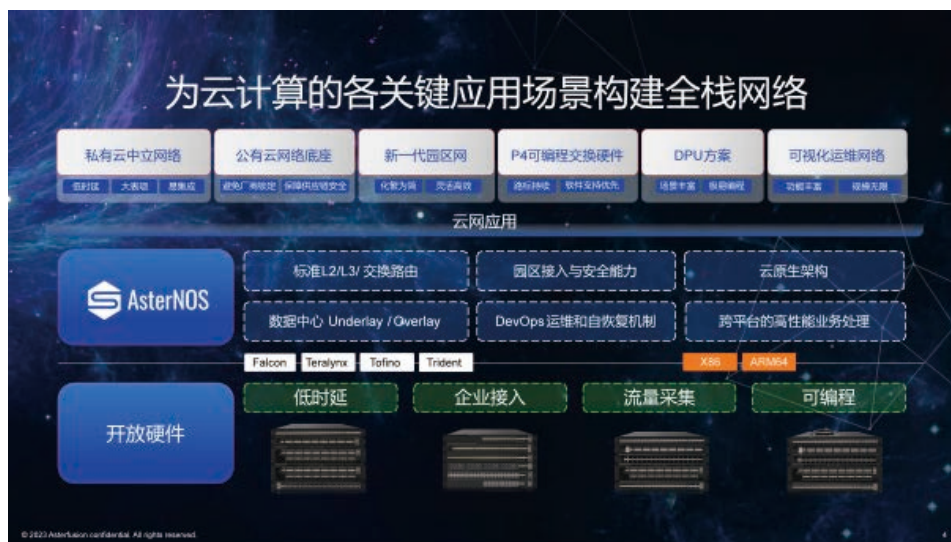 为云计算的各关键应用场景构建全栈网络
私有云中立网络 公有云网络底座 新一代园区网 P4可编程交换硬件 DPU方案 可视化运维网络
低时延 大表项 易集成 避免厂商锁定 保障供应链安全 化繁为简 灵活高效 路标持续 软件支持优先 场景丰富 极易编程 功能丰富 规模无限
云网应用
AsterNOS
标准L2/L3/ 交换路由 园区接入与安全能力 云原生架构
数据中心 Underlay / Overlay DevOps 运维和自恢复机制 跨平台的高性能业务处理
Falcon Teralynx Tofino Trident X86 ARM64
开放硬件
低时延 企业接入 流量采集 可编程
© 2023 Asterfusion confidential. All rights reserved.